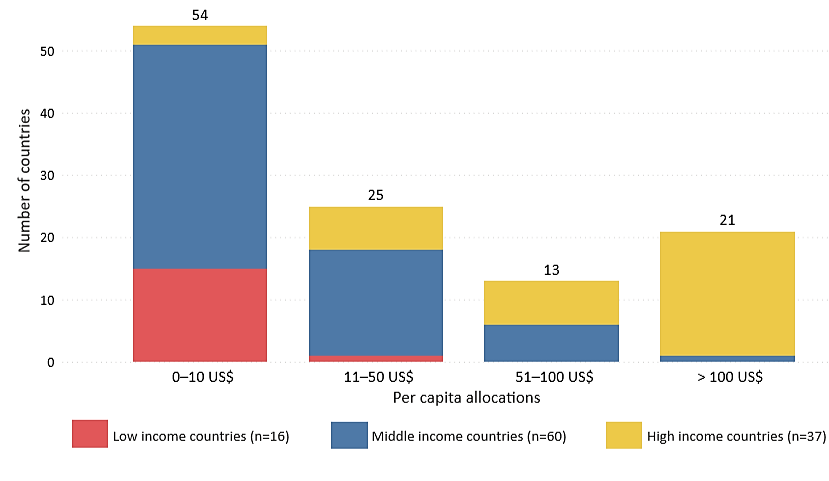 54
50
40
30
20
10
0
Number of countries
25
13
21
0–10 US$
11–50 US$
51–100 US$
> 100 US$
Per capita allocations
Low income countries (n=16)
Middle income countries (n=60)
High income countries (n=37)